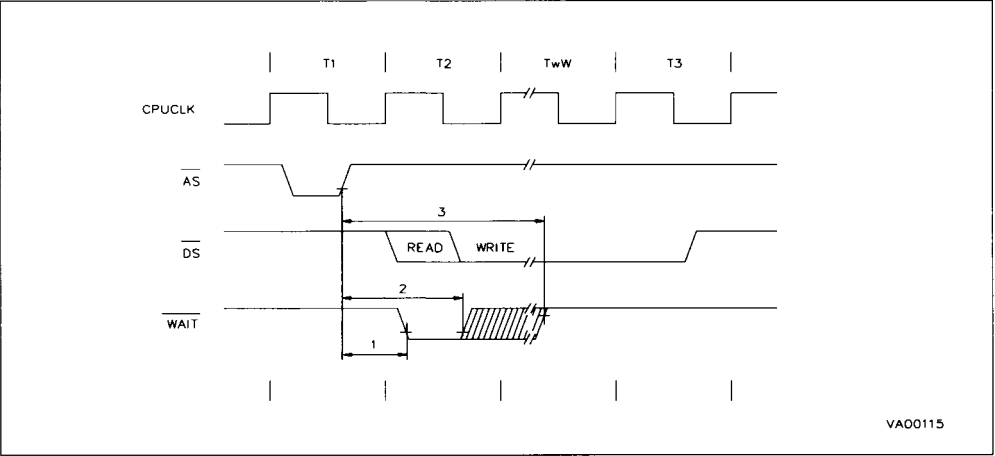 T1 T2 TwW T3
CPUCLK
AS
3
DS READ WRITE
2
WAIT
1
VA00115